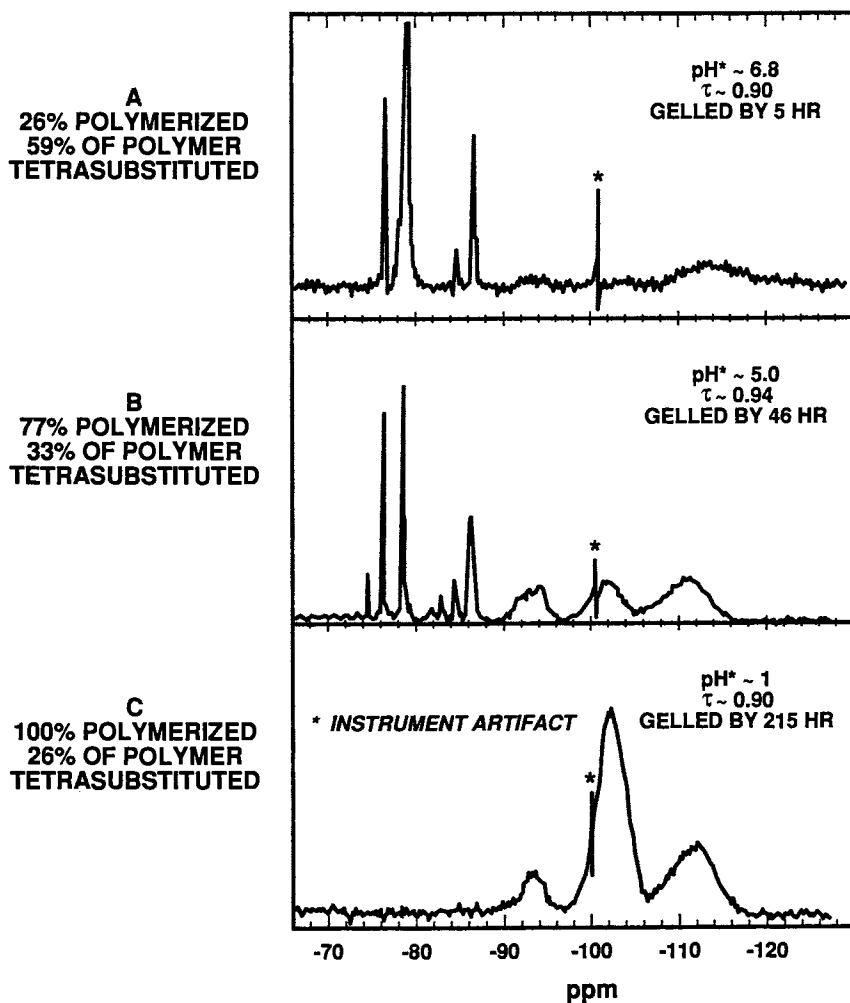 A
26% POLYMERIZED
59% OF POLYMER
TETRASUBSTITUTED
pH* ~ 6.8
τ ~ 0.90
GELLED BY 5 HR
*
B
77% POLYMERIZED
33% OF POLYMER
TETRASUBSTITUTED
pH* ~ 5.0
τ ~ 0.94
GELLED BY 46 HR
*
C
100% POLYMERIZED
26% OF POLYMER
TETRASUBSTITUTED
* INSTRUMENT ARTIFACT
pH* ~ 1
τ ~ 0.90
GELLED BY 215 HR
*
-70 -80 -90 -100 -110 -120
ppm